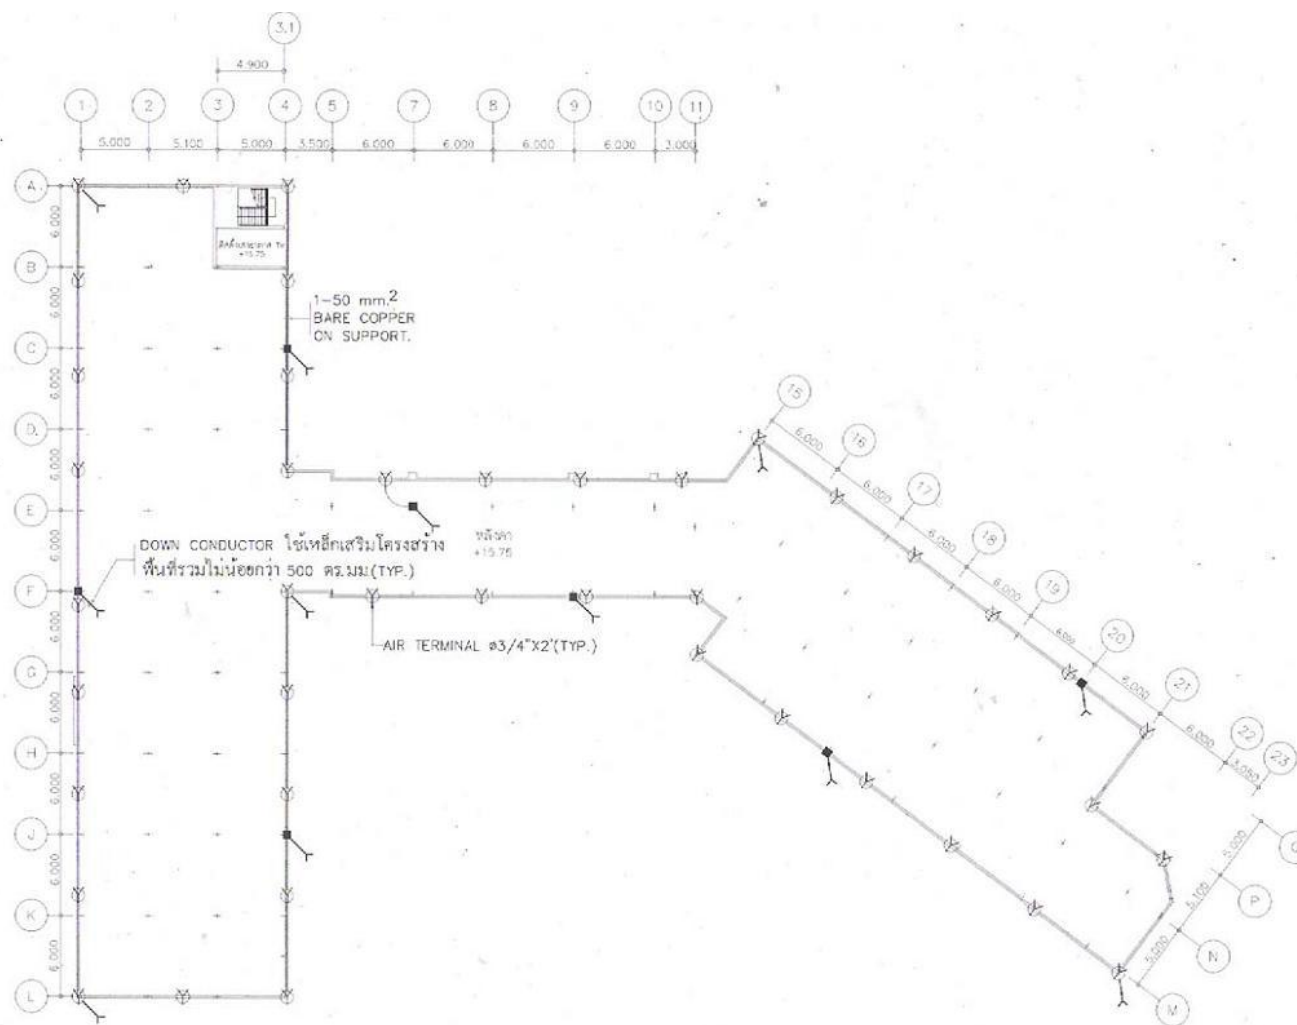 3.1
4.900
1 2 3 4 5 7 8 9 10 11
5.000 5.100 5.000 3.500 6.000 6.000 6.000 6.000 3.000
A
6.000
B
+15.75
6.000
1-50 mm.2
BARE COPPER
ON SUPPORT.
C
6.000
D
6.000
E
หลังคา
+15.75
DOWN CONDUCTOR ใช้เหล็กเสริมโครงสร้าง
พื้นที่รวมไม่น้อยกว่า 500 ตร.มม.(TYP.)
6.000
F
AIR TERMINAL ø3/4"X2'(TYP.)
6.000
G
6.000
H
6.000
J
6.000
K
6.000
L
15
6.000
16
6.000
17
6.000
18
6.000
19
6.000
20
6.000
21
6.000
22
3.050
23
5.000
P
5.100
N
5.000
M